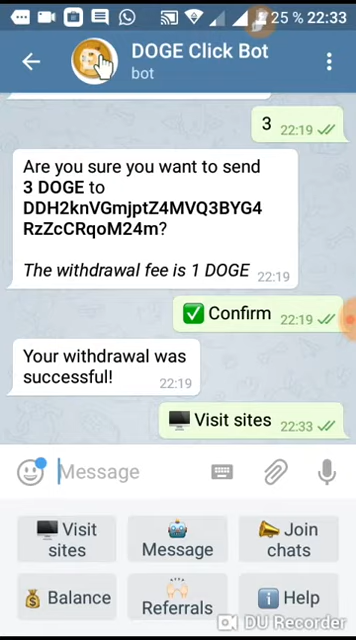 25 % 22:33
DOGE Click Bot
bot
3
22:19
Are you sure you want to send
3 DOGE to
DDH2knVGmjptZ4MVQ3BYG4
RzZcCRqoM24m?
The withdrawal fee is 1 DOGE 22:19
Confirm 22:19
Your withdrawal was
successful! 22:19
Visit sites 22:33
Message
Visit
sites
Message
Join
chats
Balance
Referrals
Help
DU Recorder